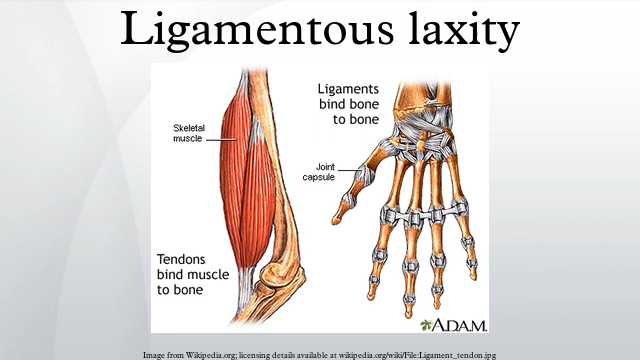 Ligamentous laxity
Ligaments
bind bone
to bone
Skeletal
muscle
Joint
capsule
Tendons
bind muscle
to bone
ADAM.
Image from Wikipedia.org; licensing details available at wikipedia.org/wiki/File:Ligament_tendon.jpg